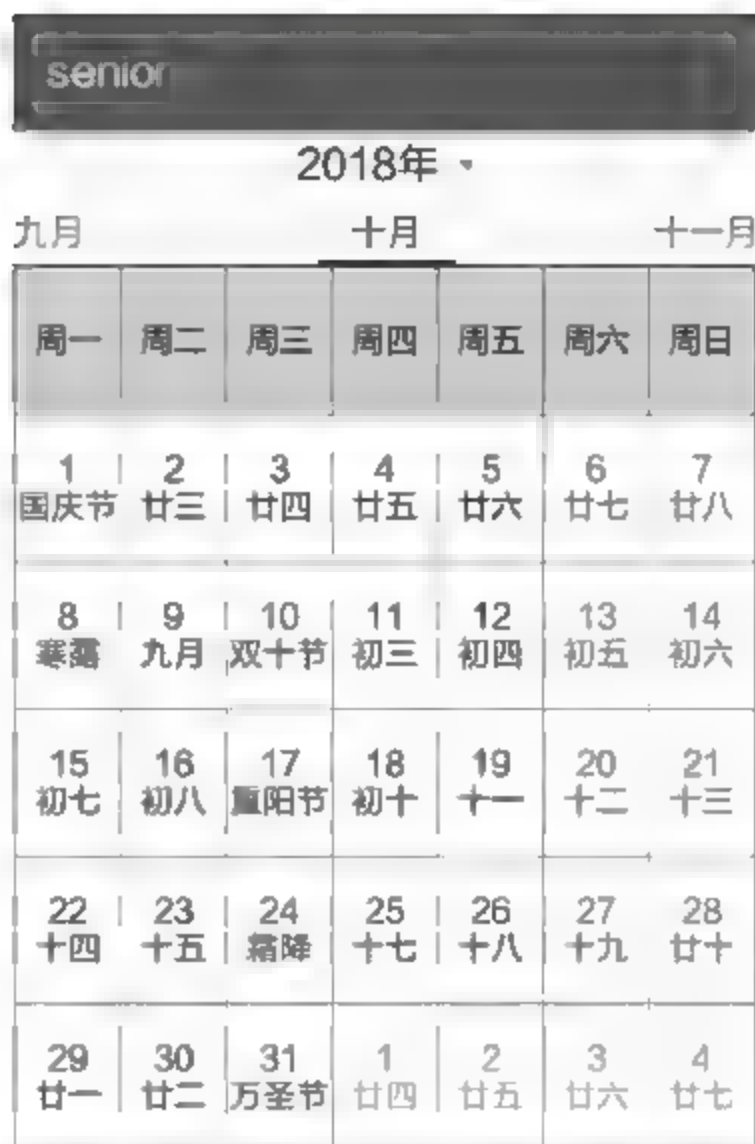 senior
2018年
九月 十月 十一月
周一 周二 周三 周四 周五 周六 周日
1 2 3 4 5 6 7
国庆节 廿三 廿四 廿五 廿六 廿七 廿八
8 9 10 11 12 13 14
寒露 九月 双十节 初三 初四 初五 初六
15 16 17 18 19 20 21
初七 初八 重阳节 初十 十一 十二 十三
22 23 24 25 26 27 28
十四 十五 霜降 十七 十八 十九 廿十
29 30 31 1 2 3 4
廿一 廿二 万圣节 廿四 廿五 廿六 廿七